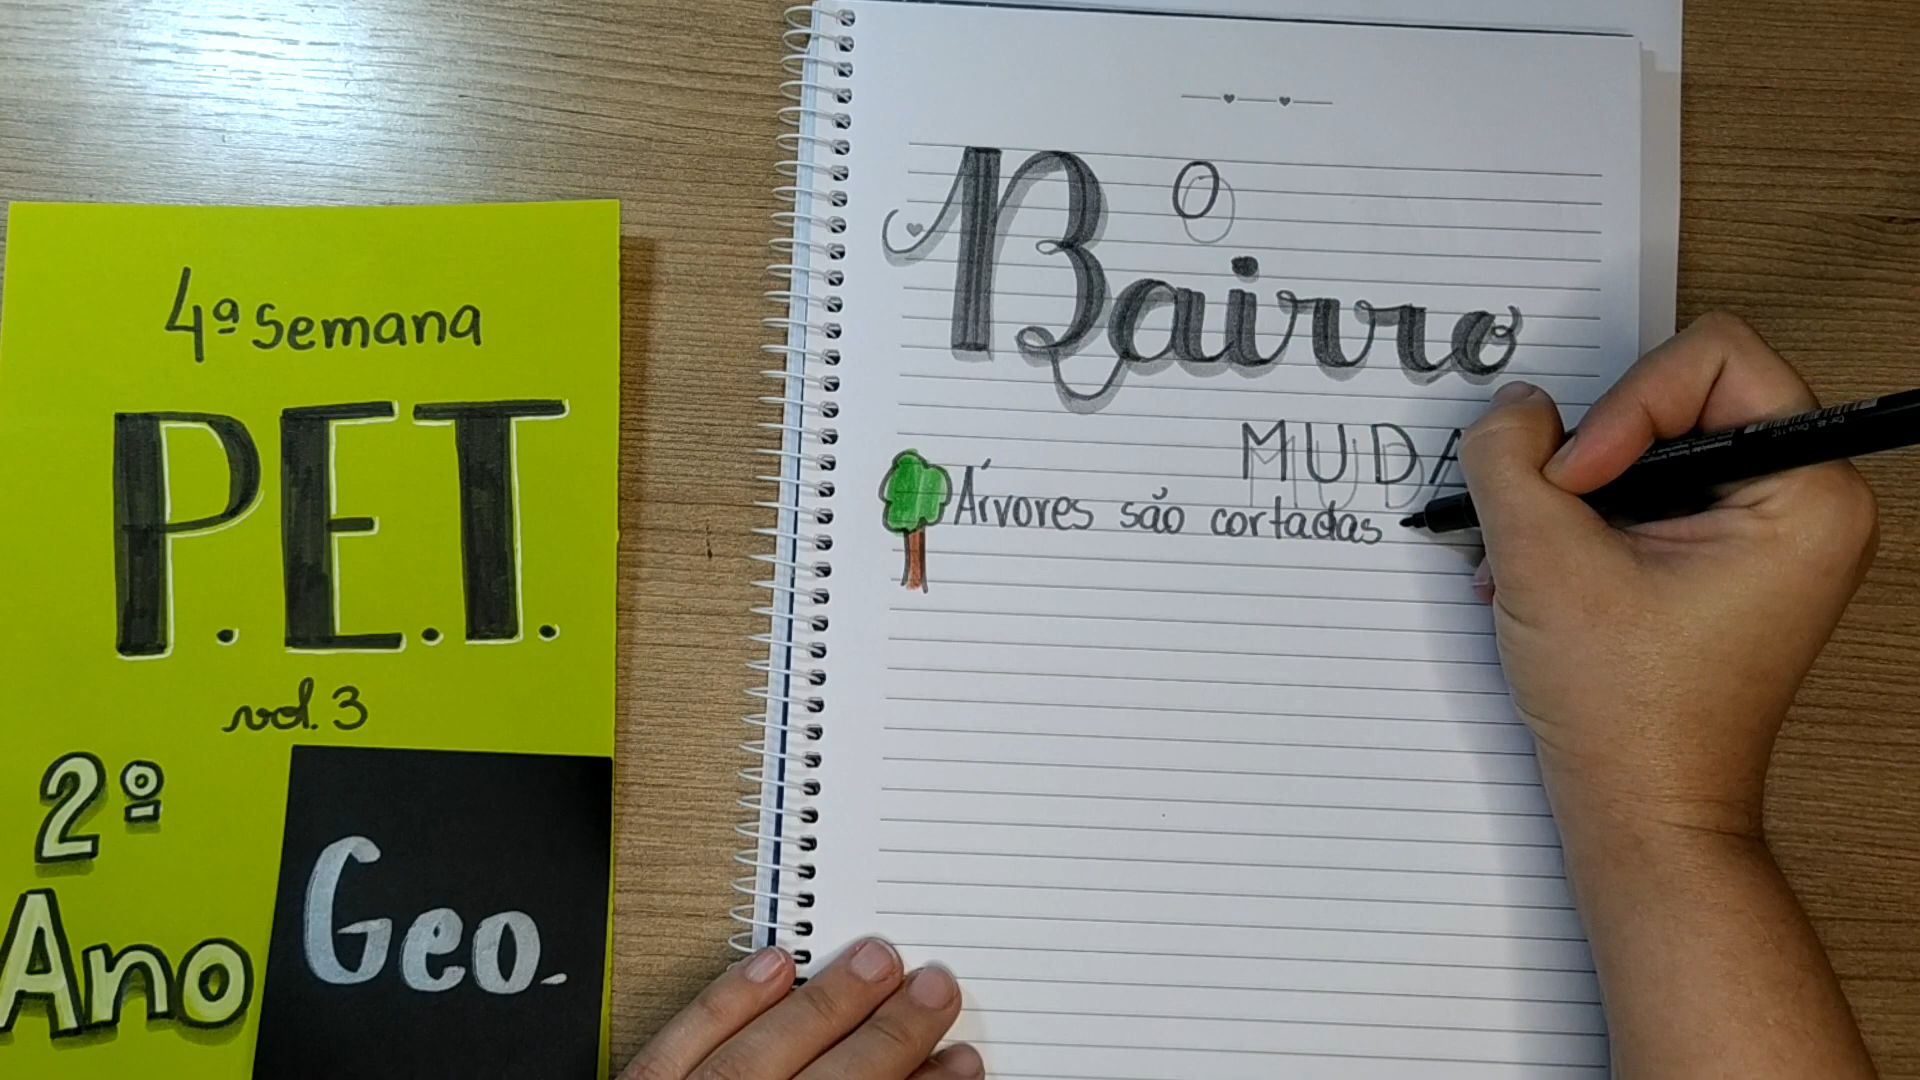 4ª Semana
P.E.T.
vol. 3
2º
Ano
Geo.
O
Bairro
MUDA
Árvores são cortadas